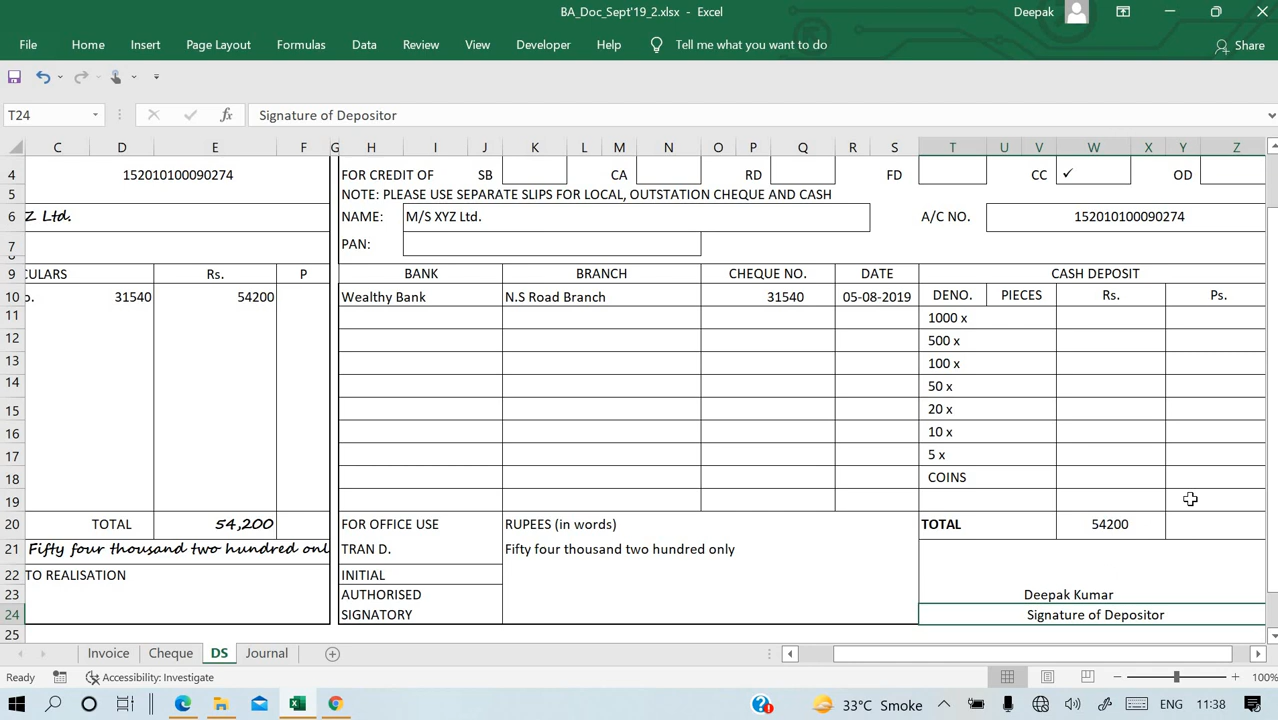 BA_Doc_Sept'19_2.xlsx - Excel
Deepak
File Home Insert Page Layout Formulas Data Review View Developer Help Tell me what you want to do Share
T24 fx Signature of Depositor
C D E F G H I J K L M N O P Q R S T U V W X Y Z
4 152010100090274 FOR CREDIT OF SB CA RD FD CC ✓ OD
5 NOTE: PLEASE USE SEPARATE SLIPS FOR LOCAL, OUTSTATION CHEQUE AND CASH
6 Z Ltd. NAME: M/S XYZ Ltd. A/C NO. 152010100090274
7 PAN:
9 CULARS Rs. P BANK BRANCH CHEQUE NO. DATE CASH DEPOSIT
10 o. 31540 54200 Wealthy Bank N.S Road Branch 31540 05-08-2019 DENO. PIECES Rs. Ps.
11 1000 x
12 500 x
13 100 x
14 50 x
15 20 x
16 10 x
17 5 x
18 COINS
19
20 TOTAL 54,200 FOR OFFICE USE RUPEES (in words) TOTAL 54200
21 Fifty four thousand two hundred onl TRAN D. Fifty four thousand two hundred only
22 TO REALISATION INITIAL
23 AUTHORISED Deepak Kumar
24 SIGNATORY Signature of Depositor
25
Invoice Cheque DS Journal
Ready Accessibility: Investigate 100%
33°C Smoke ENG 11:38